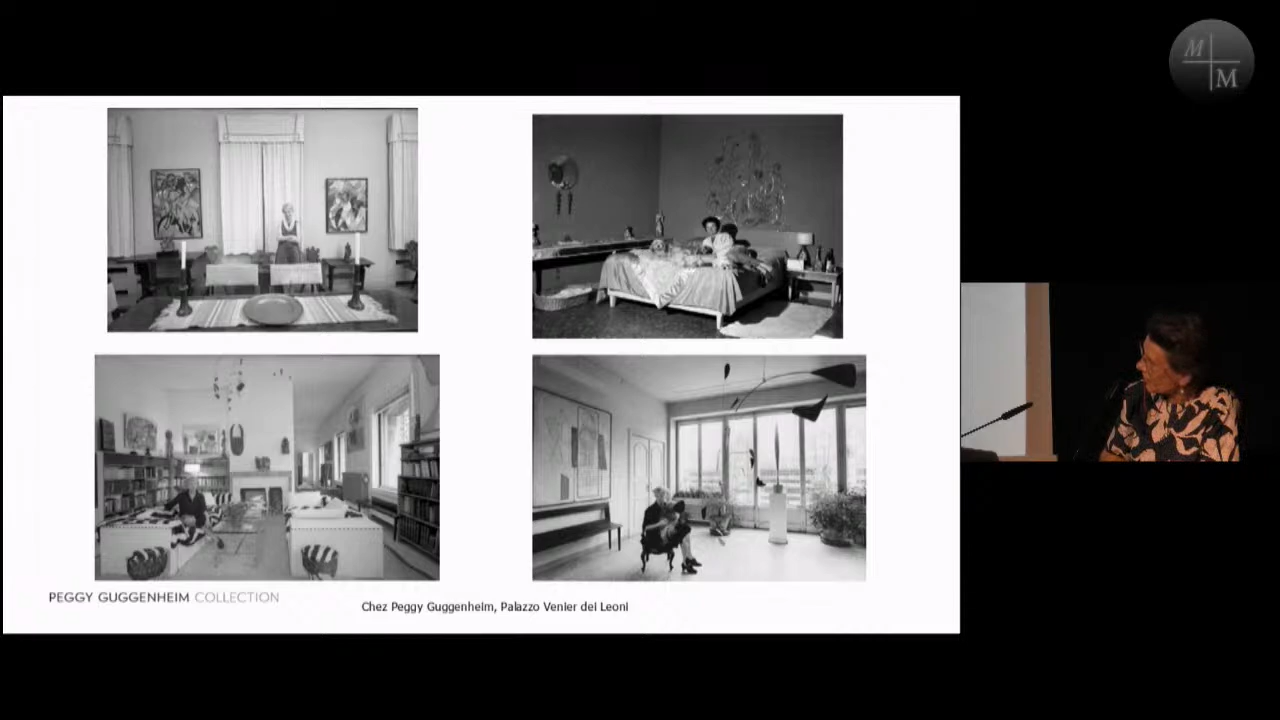 M
M
PEGGY GUGGENHEIM COLLECTION
Chez Peggy Guggenheim, Palazzo Venier dei Leoni